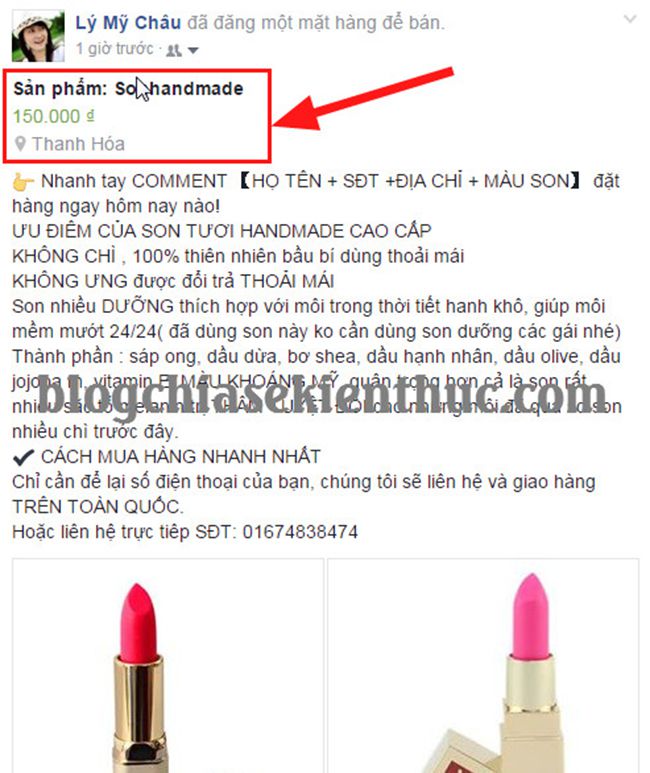 Lý Mỹ Châu đã đăng một mặt hàng để bán.
1 giờ trước ·
Sản phẩm: Son handmade
150.000 ₫
Thanh Hóa
Nhanh tay COMMENT 【HỌ TÊN + SĐT +ĐỊA CHỈ + MÀU SON】 đặt
hàng ngay hôm nay nào!
ƯU ĐIỂM CỦA SON TƯƠI HANDMADE CAO CẤP
KHÔNG CHÌ , 100% thiên nhiên bầu bí dùng thoải mái
KHÔNG ƯNG được đổi trả THOẢI MÁI
Son nhiều DƯỠNG thích hợp với môi trong thời tiết hanh khô, giúp môi
mềm mướt 24/24( đã dùng son này ko cần dùng son dưỡng các gái nhé)
Thành phần : sáp ong, dầu dừa, bơ shea, dầu hạnh nhân, dầu olive, dầu
jojoba vitamin E, MÀU KHOÁNG MỸ quan trọng hơn cả là son rất
blogchiasekienthuc.com
cho những môi đã qua son
nhiều chì trước đây.
✔ CÁCH MUA HÀNG NHANH NHẤT
Chỉ cần để lại số điện thoại của bạn, chúng tôi sẽ liên hệ và giao hàng
TRÊN TOÀN QUỐC.
Hoặc liên hệ trực tiếp SĐT: 01674838474